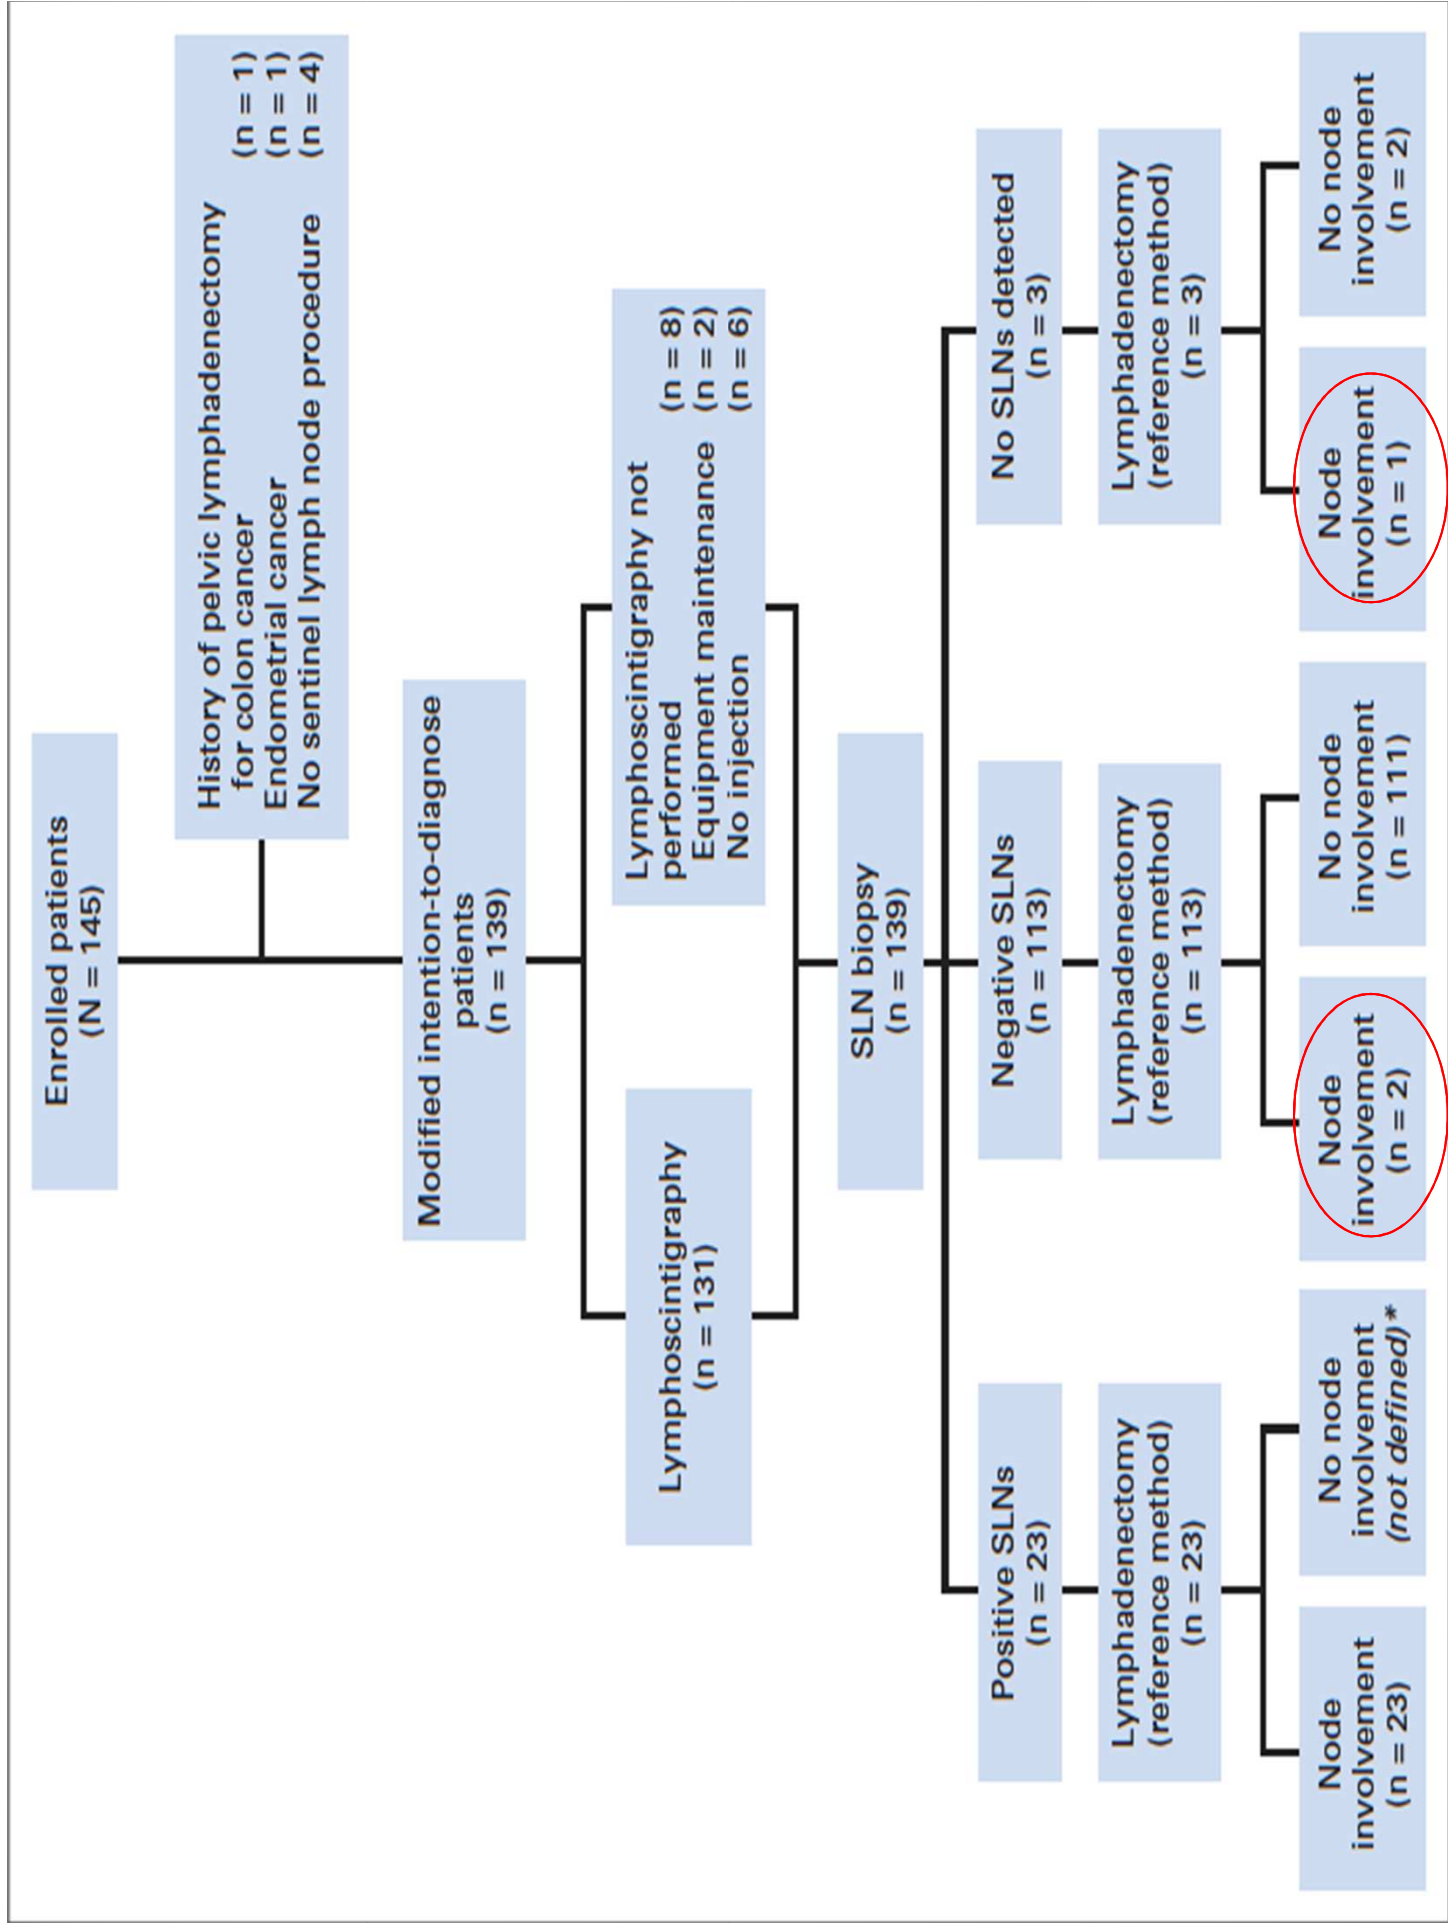 Enrolled patients
(N = 145)
History of pelvic lymphadenectomy
for colon cancer (n = 1)
Endometrial cancer (n = 1)
No sentinel lymph node procedure (n = 4)
Modified intention-to-diagnose
patients
(n = 139)
Lymphoscintigraphy
(n = 131)
Lymphoscintigraphy not
performed (n = 8)
Equipment maintenance (n = 2)
No injection (n = 6)
SLN biopsy
(n = 139)
Positive SLNs
(n = 23)
Negative SLNs
(n = 113)
No SLNs detected
(n = 3)
Lymphadenectomy
(reference method)
(n = 23)
Lymphadenectomy
(reference method)
(n = 113)
Lymphadenectomy
(reference method)
(n = 3)
Node
involvement
(n = 23)
No node
involvement
(not defined)*
Node
involvement
(n = 2)
No node
involvement
(n = 111)
Node
involvement
(n = 1)
No node
involvement
(n = 2)